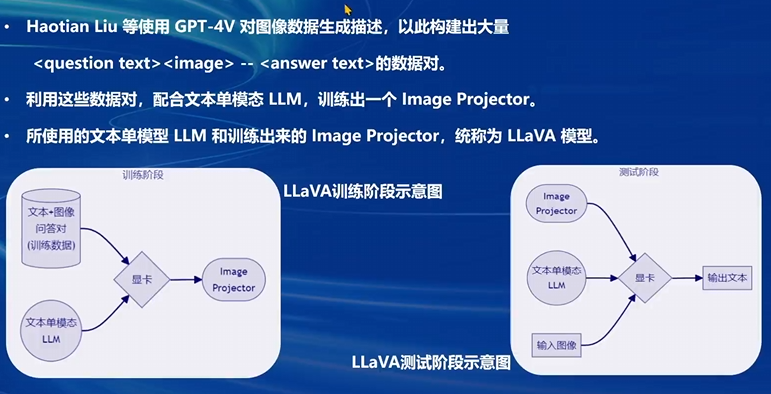 • Haotian Liu 等使用 GPT-4V 对图像数据生成描述，以此构建出大量
<question text><image> -- <answer text>的数据对。
• 利用这些数据对，配合文本单模态 LLM，训练出一个 Image Projector。
• 所使用的文本单模型 LLM 和训练出来的 Image Projector，统称为 LLaVA 模型。
训练阶段
文本+图像
问答对
(训练数据)
文本单模态
LLM
显卡
Image
Projector
LLaVA训练阶段示意图
测试阶段
Image
Projector
文本单模态
LLM
输入图像
显卡
输出文本
LLaVA测试阶段示意图